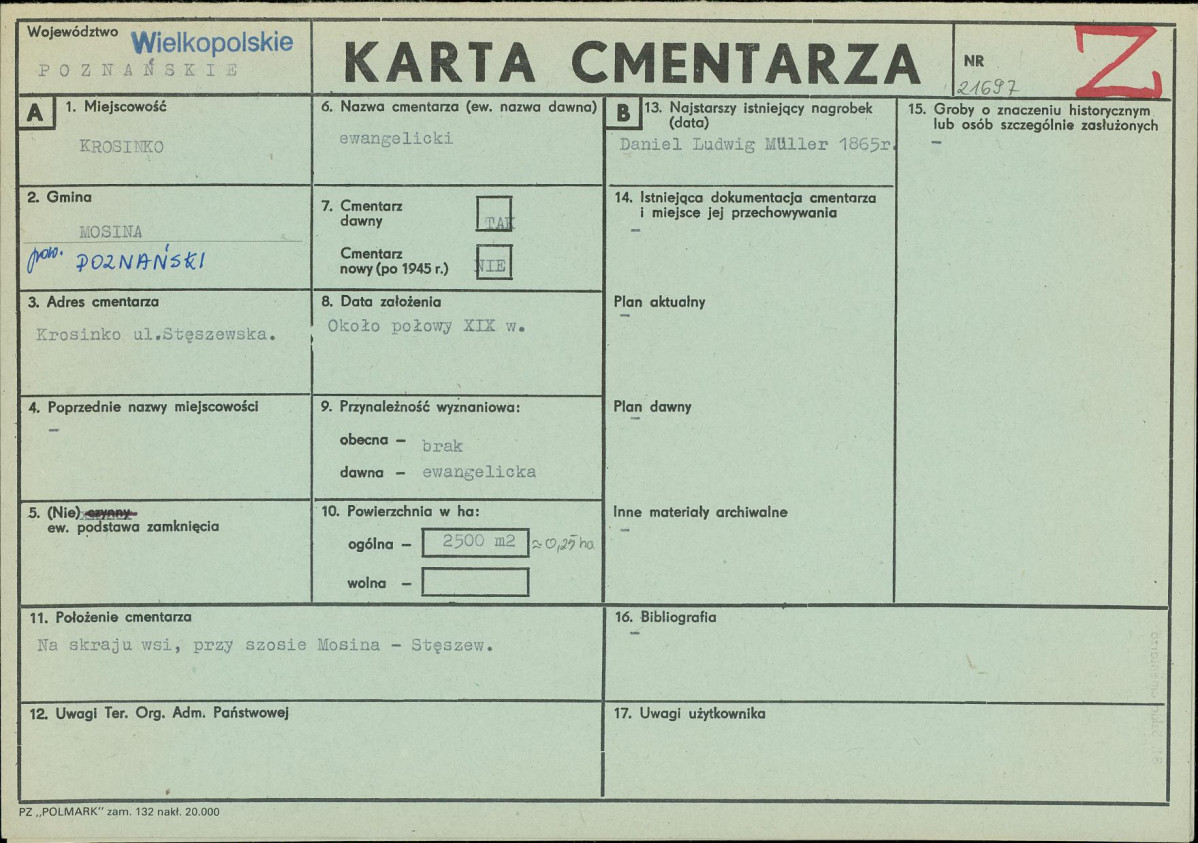 Województwo Wielkopolskie
POZNAŃSKIE
KARTA CMENTARZA
NR
21697
Z
A
1. Miejscowość
KROSINKO
2. Gmina
MOSINA
pow. POZNAŃSKI
3. Adres cmentarza
Krosinko ul.Stęszewska.
4. Poprzednie nazwy miejscowości
–
5. (Nie) czynny
ew. podstawa zamknięcia
6. Nazwa cmentarza (ew. nazwa dawna)
ewangelicki
7. Cmentarz
dawny TAK
Cmentarz
nowy (po 1945 r.) NIE
8. Data założenia
Około połowy XIX w.
9. Przynależność wyznaniowa:
obecna – brak
dawna – ewangelicka
10. Powierzchnia w ha:
ogólna – 2500 m2 ≈ 0,25 ha
wolna –
11. Położenie cmentarza
Na skraju wsi, przy szosie Mosina – Stęszew.
12. Uwagi Ter. Org. Adm. Państwowej
B
13. Najstarszy istniejący nagrobek
(data)
Daniel Ludwig Müller 1865r.
14. Istniejąca dokumentacja cmentarza
i miejsce jej przechowywania
–
Plan aktualny
–
Plan dawny
–
Inne materiały archiwalne
–
15. Groby o znaczeniu historycznym
lub osób szczególnie zasłużonych
–
16. Bibliografia
–
17. Uwagi użytkownika
PZ „POLMARK" zam. 132 nakł. 20.000